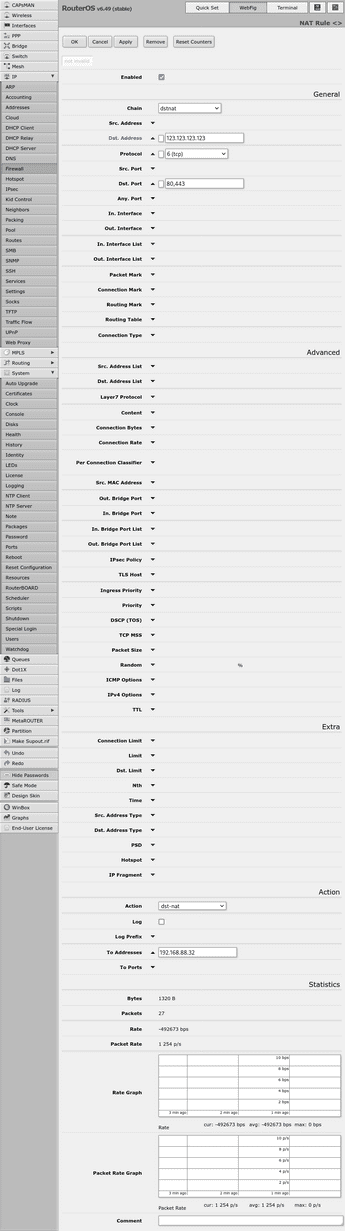 CAPsMAN
Wireless
Interfaces
PPP
Bridge
Switch
Mesh
IP
ARP
Accounting
Addresses
Cloud
DHCP Client
DHCP Relay
DHCP Server
DNS
Firewall
Hotspot
IPsec
Kid Control
Neighbors
Packing
Pool
Routes
SMB
SNMP
SSH
Services
Settings
Socks
TFTP
Traffic Flow
UPnP
Web Proxy
MPLS
Routing
System
Auto Upgrade
Certificates
Clock
Console
Disks
Health
History
Identity
LEDs
License
Logging
NTP Client
NTP Server
Note
Packages
Password
Ports
Reboot
Reset Configuration
Resources
RouterBOARD
Scheduler
Scripts
Shutdown
Special Login
Users
Watchdog
Queues
Dot1X
Files
Log
RADIUS
Tools
MetaROUTER
Partition
Make Supout.rif
Undo
Redo
Hide Passwords
Safe Mode
Design Skin
WinBox
Graphs
End-User License
RouterOS v6.49 (stable)
Quick Set WebFig Terminal
NAT Rule <>
OK Cancel Apply Remove Reset Counters
not invalid
Enabled
General
Chain dstnat
Src. Address
Dst. Address 123.123.123.123
Protocol 6 (tcp)
Src. Port
Dst. Port 80,443
Any. Port
In. Interface
Out. Interface
In. Interface List
Out. Interface List
Packet Mark
Connection Mark
Routing Mark
Routing Table
Connection Type
Advanced
Src. Address List
Dst. Address List
Layer7 Protocol
Content
Connection Bytes
Connection Rate
Per Connection Classifier
Src. MAC Address
Out. Bridge Port
In. Bridge Port
In. Bridge Port List
Out. Bridge Port List
IPsec Policy
TLS Host
Ingress Priority
Priority
DSCP (TOS)
TCP MSS
Packet Size
Random %
ICMP Options
IPv4 Options
TTL
Extra
Connection Limit
Limit
Dst. Limit
Nth
Time
Src. Address Type
Dst. Address Type
PSD
Hotspot
IP Fragment
Action
Action dst-nat
Log
Log Prefix
To Addresses 192.168.88.32
To Ports
Statistics
Bytes 1320 B
Packets 27
Rate -492673 bps
Packet Rate 1 254 p/s
Rate Graph
10 bps
8 bps
6 bps
4 bps
2 bps
3 min ago 2 min ago 1 min ago
Rate cur: -492673 bps avg: -492673 bps max: 0 bps
Packet Rate Graph
10 p/s
8 p/s
6 p/s
4 p/s
2 p/s
3 min ago 2 min ago 1 min ago
Packet Rate cur: 1 254 p/s avg: 1 254 p/s max: 0 p/s
Comment